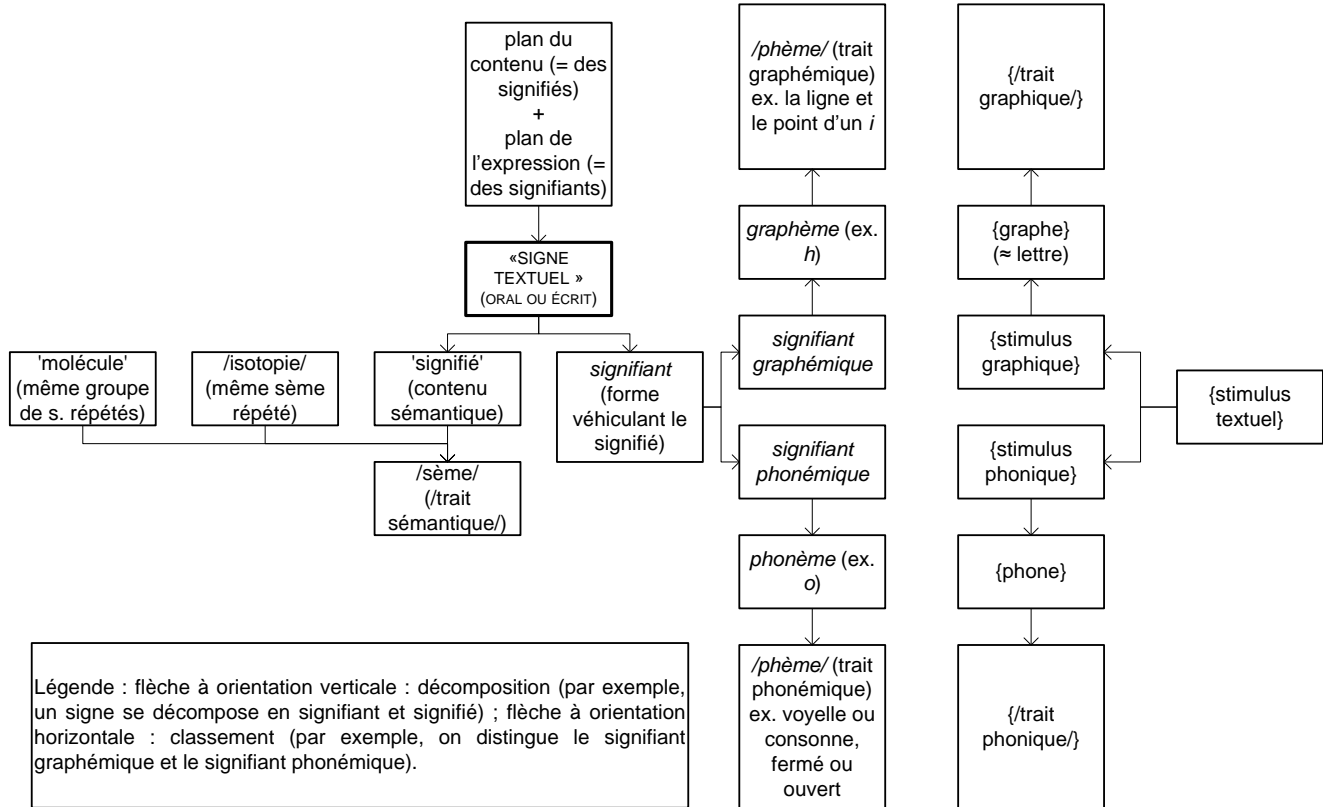 plan du
contenu (= des
signifiés)
+
plan de
l'expression (=
des signifiants)
«SIGNE
TEXTUEL »
(ORAL OU ÉCRIT)
'molécule'
(même groupe
de s. répétés)
/isotopie/
(même sème
répété)
'signifié'
(contenu
sémantique)
/sème/
(/trait
sémantique/)
signifiant
(forme
véhiculant le
signifié)
/phème/ (trait
graphémique)
ex. la ligne et
le point d'un i
graphème (ex.
h)
signifiant
graphémique
signifiant
phonémique
phonème (ex.
o)
/phème/ (trait
phonémique)
ex. voyelle ou
consonne,
fermé ou
ouvert
{/trait
graphique/}
{graphe}
(≈ lettre)
{stimulus
graphique}
{stimulus
phonique}
{phone}
{/trait
phonique/}
{stimulus
textuel}
Légende : flèche à orientation verticale : décomposition (par exemple,
un signe se décompose en signifiant et signifié) ; flèche à orientation
horizontale : classement (par exemple, on distingue le signifiant
graphémique et le signifiant phonémique).